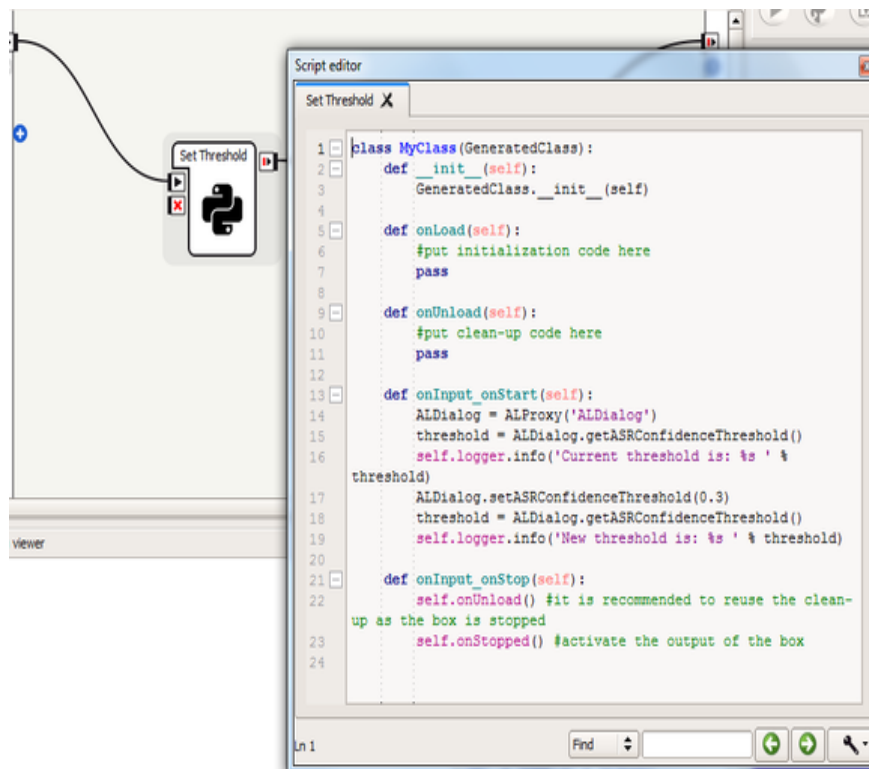 Script editor
Set Threshold X
Set Threshold
1 class MyClass(GeneratedClass):
2 def __init__(self):
3 GeneratedClass.__init__(self)
4
5 def onLoad(self):
6 #put initialization code here
7 pass
8
9 def onUnload(self):
10 #put clean-up code here
11 pass
12
13 def onInput_onStart(self):
14 ALDialog = ALProxy('ALDialog')
15 threshold = ALDialog.getASRConfidenceThreshold()
16 self.logger.info('Current threshold is: %s ' %
threshold)
17 ALDialog.setASRConfidenceThreshold(0.3)
18 threshold = ALDialog.getASRConfidenceThreshold()
19 self.logger.info('New threshold is: %s ' % threshold)
20
21 def onInput_onStop(self):
22 self.onUnload() #it is recommended to reuse the clean-
up as the box is stopped
23 self.onStopped() #activate the output of the box
24
viewer
Ln 1
Find